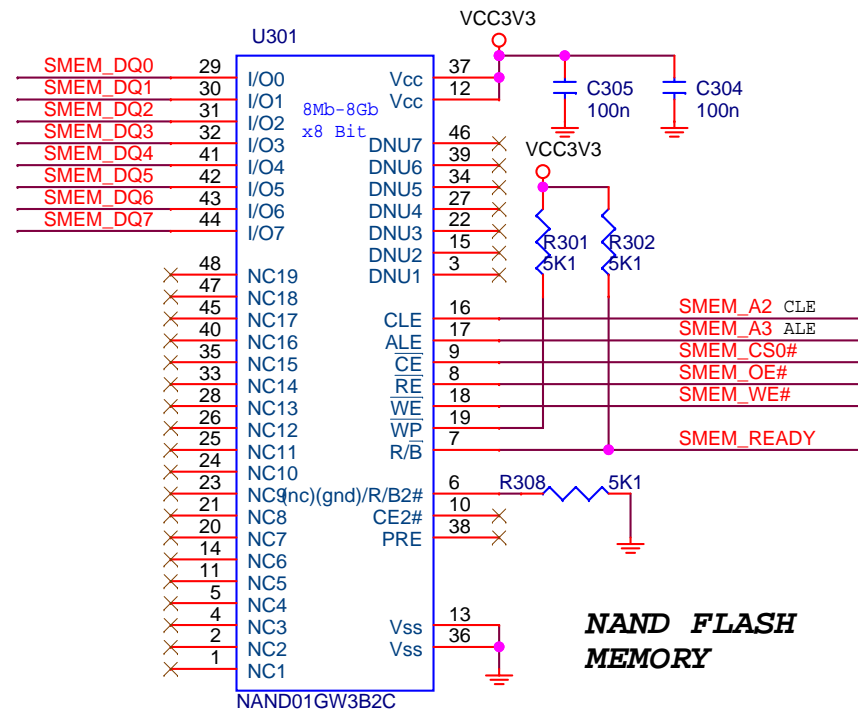 VCC3V3
U301
SMEM_DQ0 29 I/O0 Vcc 37
SMEM_DQ1 30 I/O1 Vcc 12
C305 100n
C304 100n
8Mb-8Gb
x8 Bit
SMEM_DQ2 31 I/O2
SMEM_DQ3 32 I/O3 DNU7 46
SMEM_DQ4 41 I/O4 DNU6 39
VCC3V3
SMEM_DQ5 42 I/O5 DNU5 34
SMEM_DQ6 43 I/O6 DNU4 27
SMEM_DQ7 44 I/O7 DNU3 22
DNU2 15
R301 5K1
R302 5K1
48 NC19 DNU1 3
47 NC18
45 NC17 CLE 16 SMEM_A2 CLE
40 NC16 ALE 17 SMEM_A3 ALE
35 NC15 CE 9 SMEM_CS0#
33 NC14 RE 8 SMEM_OE#
28 NC13 WE 18 SMEM_WE#
26 NC12 WP 19
25 NC11 R/B 7 SMEM_READY
24 NC10
23 NC9 (nc)(gnd)/R/B2# 6 R308 5K1
21 NC8 CE2# 10
20 NC7 PRE 38
14 NC6
11 NC5
5 NC4
4 NC3 Vss 13
2 NC2 Vss 36
1 NC1
NAND FLASH
MEMORY
NAND01GW3B2C